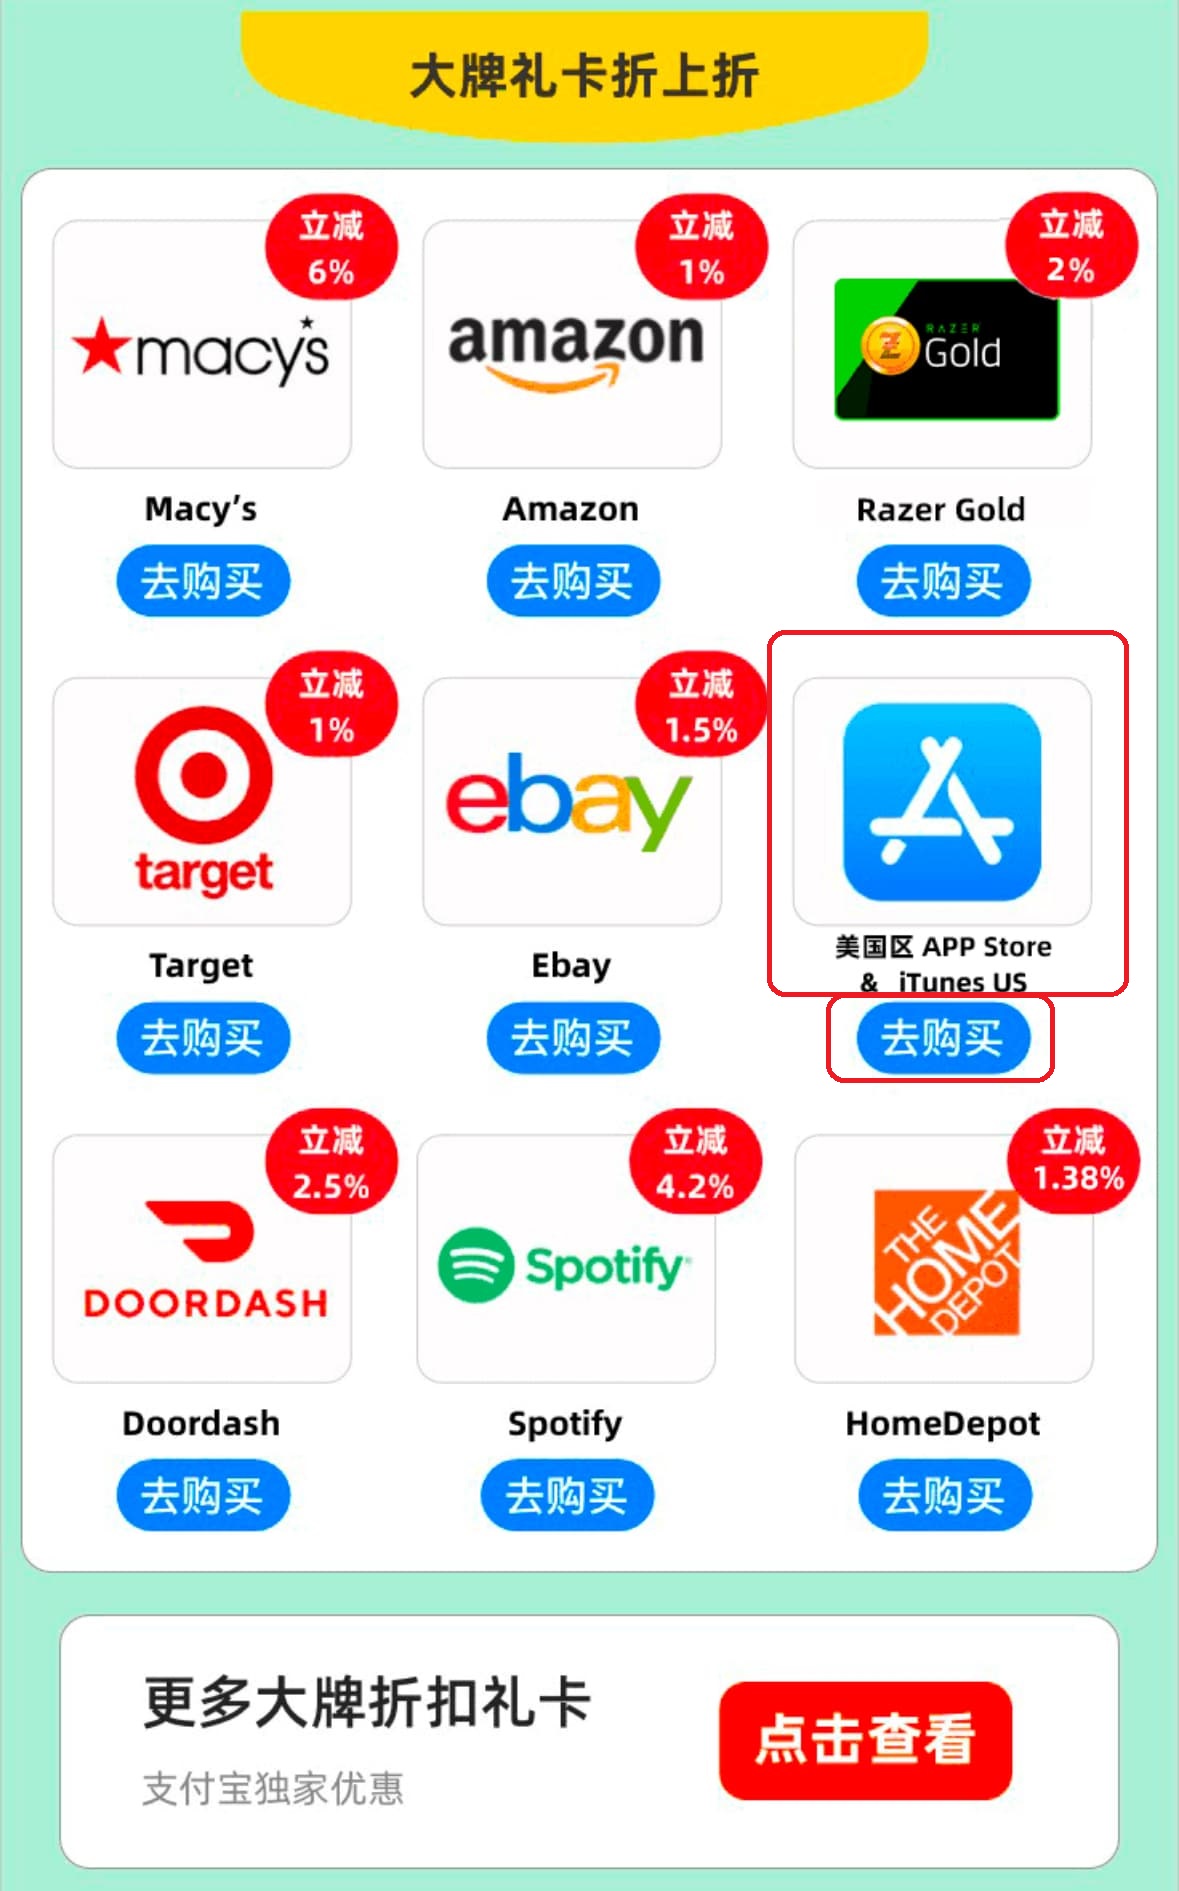 大牌礼卡折上折
立减
6%
macy's
Macy's
去购买
立减
1%
amazon
Amazon
去购买
立减
2%
RAZER
Gold
Razer Gold
去购买
立减
1%
target
Target
去购买
立减
1.5%
ebay
Ebay
去购买
美国区 APP Store
& iTunes US
去购买
立减
2.5%
DOORDASH
Doordash
去购买
立减
4.2%
Spotify
Spotify
去购买
立减
1.38%
THE
HOME
DEPOT
HomeDepot
去购买
更多大牌折扣礼卡
支付宝独家优惠
点击查看